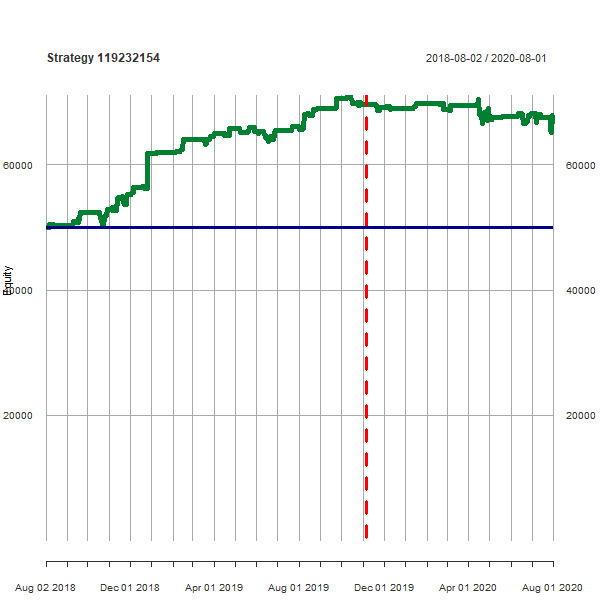 Strategy 119232154
2018-08-02 / 2020-08-01
60000
60000
Equity
40000
40000
20000
20000
Aug 02 2018
Dec 01 2018
Apr 01 2019
Aug 01 2019
Dec 01 2019
Apr 01 2020
Aug 01 2020